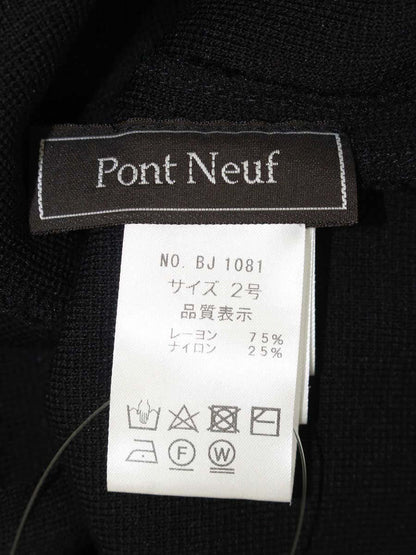 Pont Neuf
NO. BJ 1081
サイズ 2号
品質表示
レーヨン 75%
ナイロン 25%
F W